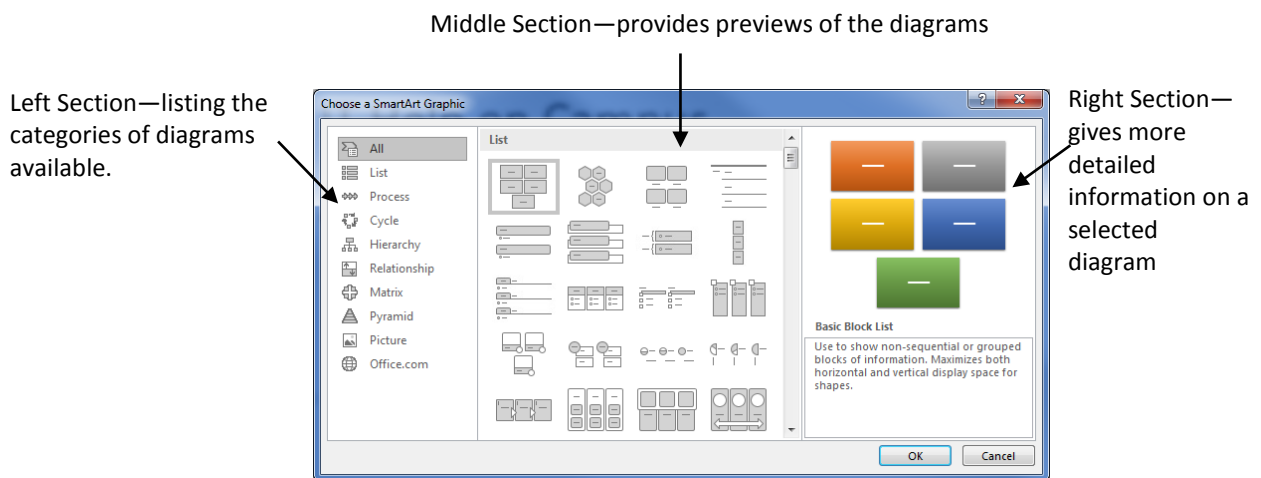 Middle Section—provides previews of the diagrams
Left Section—listing the
categories of diagrams
available.
Choose a SmartArt Graphic
All
List
Process
Cycle
Hierarchy
Relationship
Matrix
Pyramid
Picture
Office.com
List
Basic Block List
Use to show non-sequential or grouped
blocks of information. Maximizes both
horizontal and vertical display space for
shapes.
OK
Cancel
Right Section—
gives more
detailed
information on a
selected
diagram